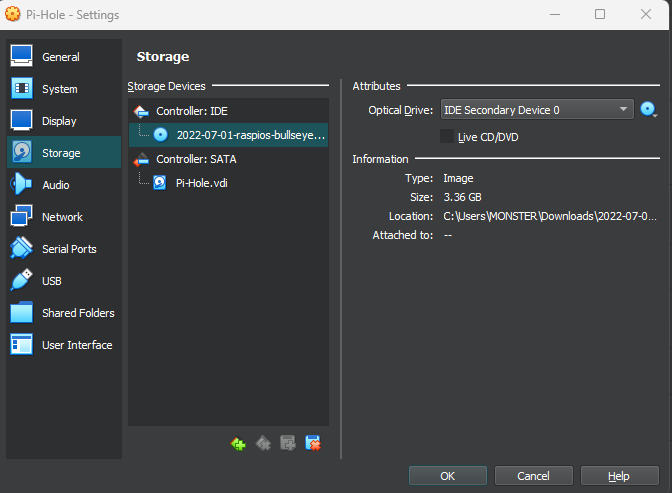 Pi-Hole - Settings
General
System
Display
Storage
Audio
Network
Serial Ports
USB
Shared Folders
User Interface
Storage
Storage Devices
Controller: IDE
2022-07-01-raspios-bullseye...
Controller: SATA
Pi-Hole.vdi
Attributes
Optical Drive: IDE Secondary Device 0
Live CD/DVD
Information
Type: Image
Size: 3.36 GB
Location: C:\Users\MONSTER\Downloads\2022-07-0...
Attached to: --
OK Cancel Help